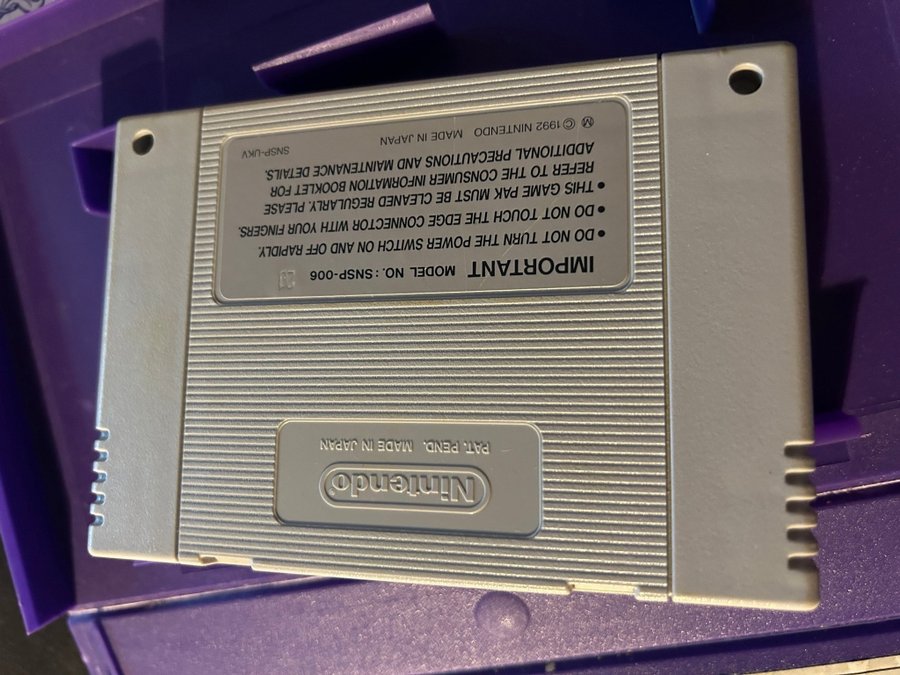 IMPORTANT MODEL NO.: SNSP-006
• DO NOT TURN THE POWER SWITCH ON AND OFF RAPIDLY.
• DO NOT TOUCH THE EDGE CONNECTOR WITH YOUR FINGERS.
• THIS GAME PAK MUST BE CLEANED REGULARLY. PLEASE
REFER TO THE CONSUMER INFORMATION BOOKLET FOR
ADDITIONAL PRECAUTIONS AND MAINTENANCE DETAILS.
Ⓜ © 1992 NINTENDO MADE IN JAPAN SNSP-UKV
Nintendo®
PAT. PEND. MADE IN JAPAN